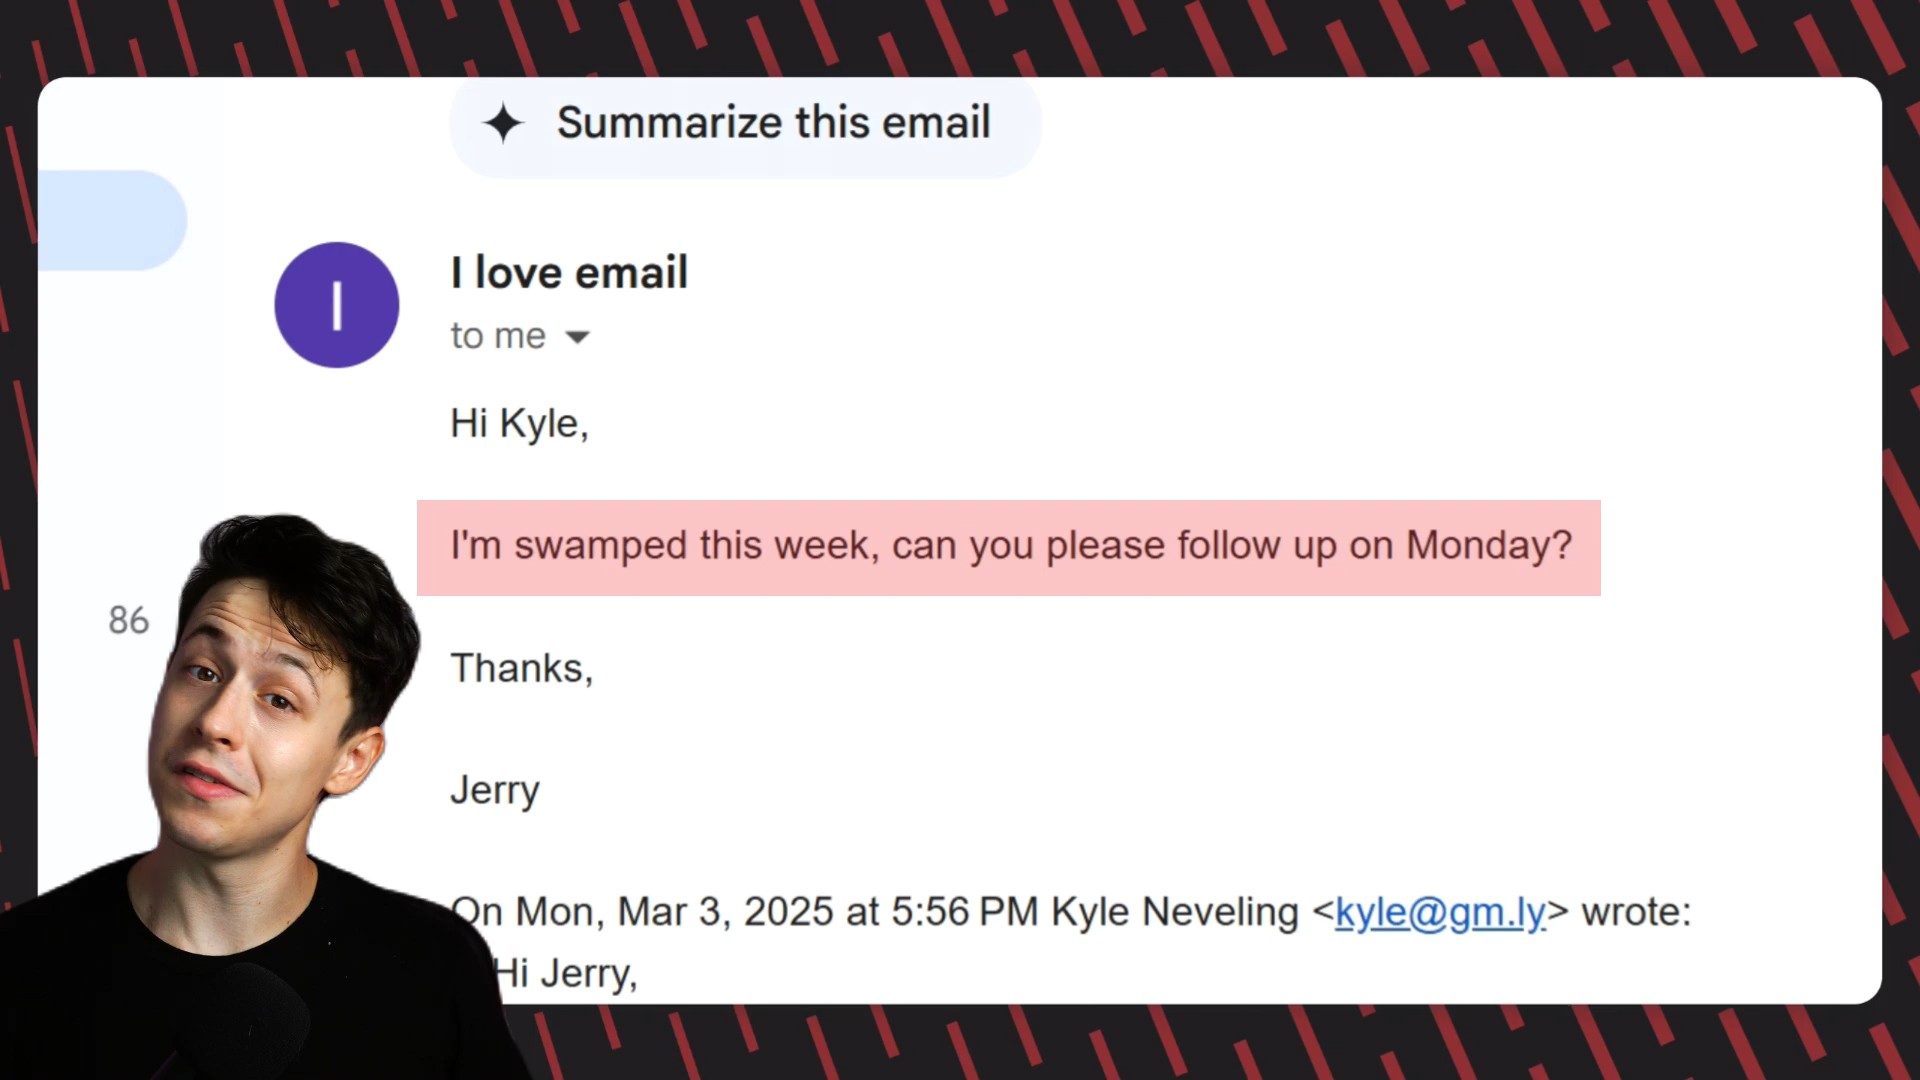 Summarize this email
I
I love email
to me
Hi Kyle,
I'm swamped this week, can you please follow up on Monday?
86
Thanks,
Jerry
On Mon, Mar 3, 2025 at 5:56 PM Kyle Neveling <kyle@gm.ly> wrote:
Hi Jerry,